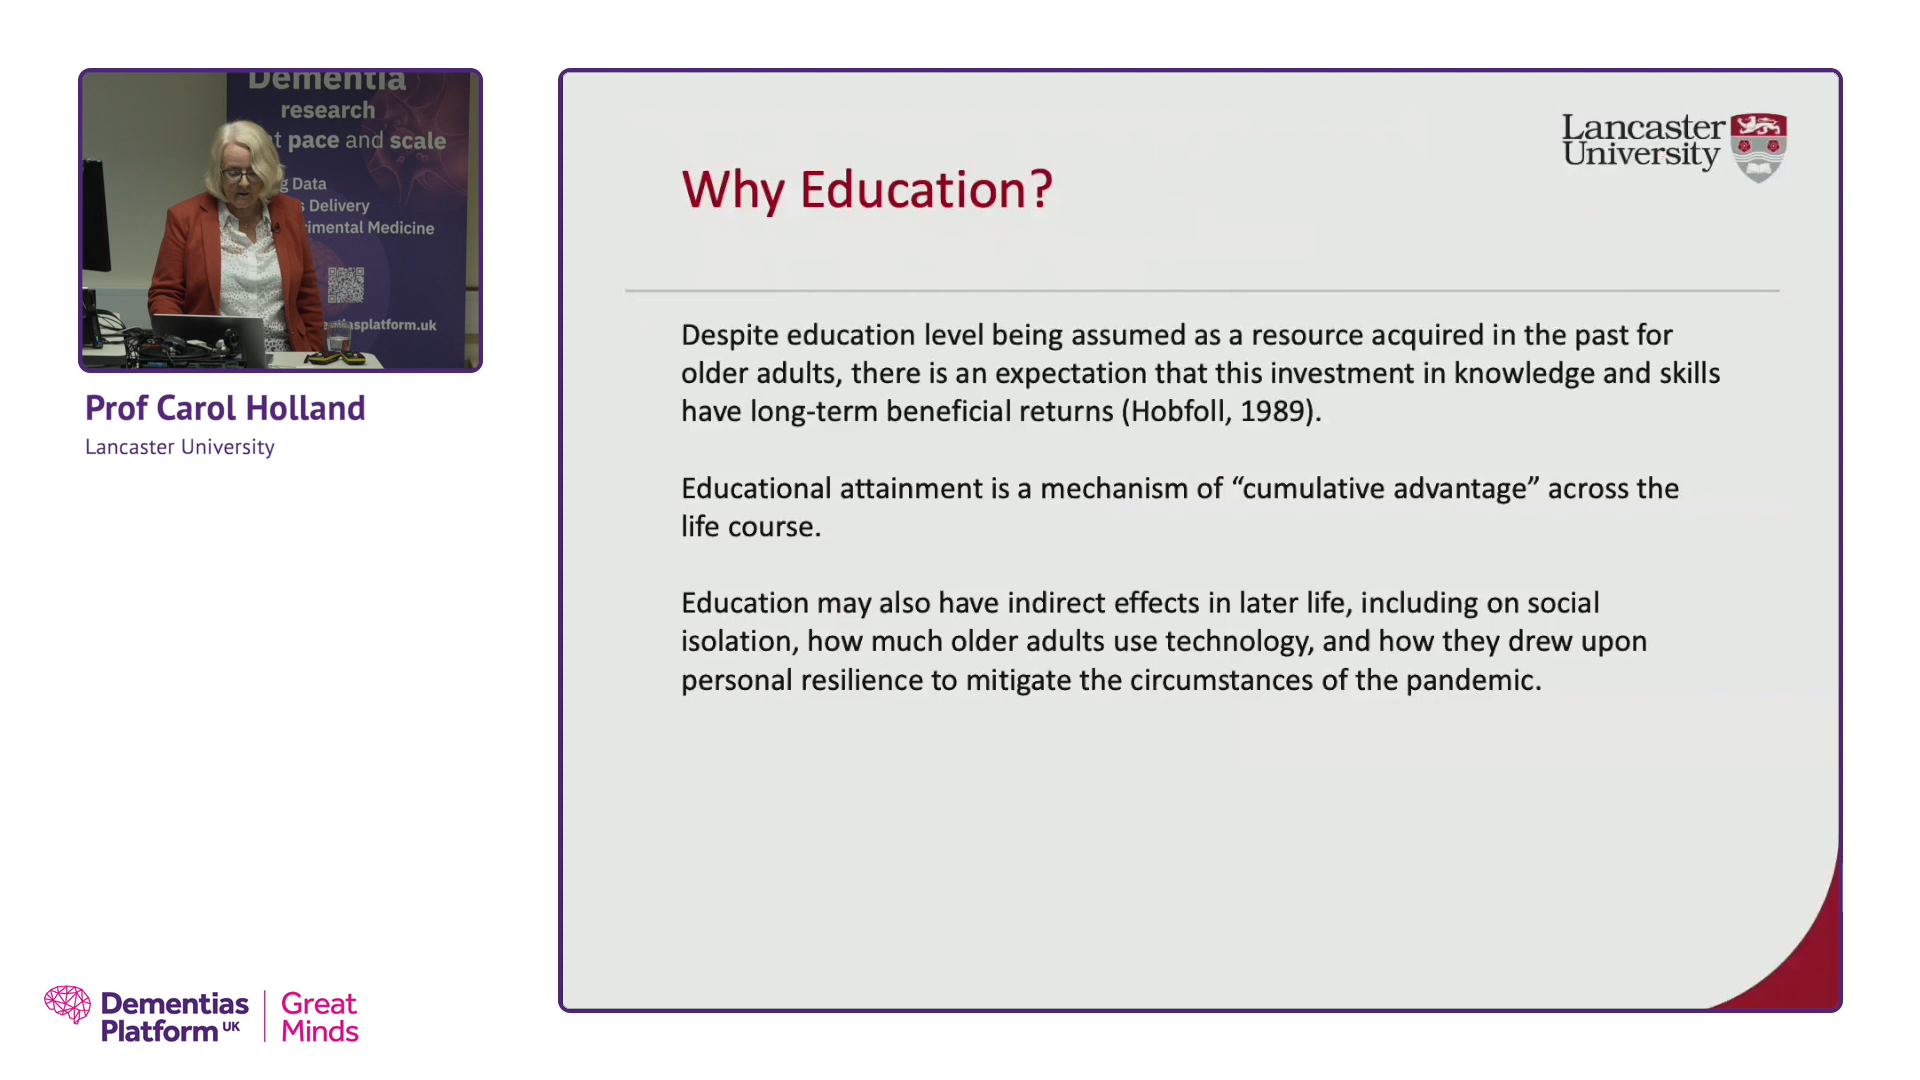 Dementia
research
pace and scale
Data
Delivery
Medicine
Prof Carol Holland
Lancaster University
Lancaster
University
Why Education?
Despite education level being assumed as a resource acquired in the past for
older adults, there is an expectation that this investment in knowledge and skills
have long-term beneficial returns (Hobfoll, 1989).
Educational attainment is a mechanism of “cumulative advantage” across the
life course.
Education may also have indirect effects in later life, including on social
isolation, how much older adults use technology, and how they drew upon
personal resilience to mitigate the circumstances of the pandemic.
Dementias
Platform UK
Great
Minds